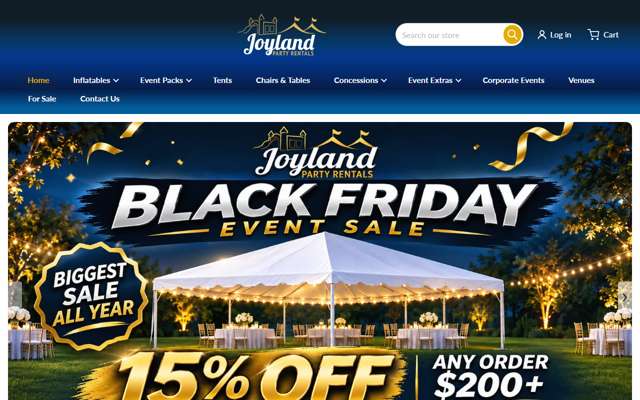 Joyland
PARTY RENTALS
Search our store
Log in
Cart
Home
Inflatables
Event Packs
Tents
Chairs & Tables
Concessions
Event Extras
Corporate Events
Venues
For Sale
Contact Us
Joyland
PARTY RENTALS
BLACK FRIDAY
EVENT SALE
BIGGEST
SALE
ALL YEAR
15% OFF
ANY ORDER
$200+